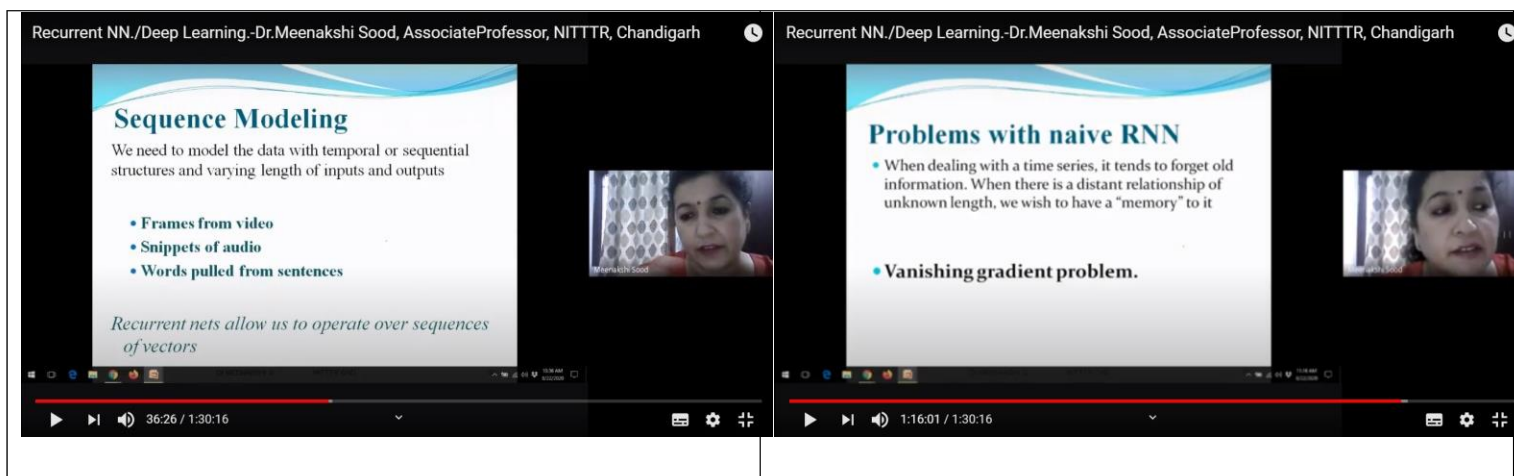 Recurrent NN./Deep Learning.-Dr.Meenakshi Sood, AssociateProfessor, NITTTR, Chandigarh
Sequence Modeling
We need to model the data with temporal or sequential
structures and varying length of inputs and outputs
• Frames from video
• Snippets of audio
• Words pulled from sentences
Recurrent nets allow us to operate over sequences
of vectors
Meenakshi Sood
36:26 / 1:30:16
Recurrent NN./Deep Learning.-Dr.Meenakshi Sood, AssociateProfessor, NITTTR, Chandigarh
Problems with naive RNN
• When dealing with a time series, it tends to forget old
information. When there is a distant relationship of
unknown length, we wish to have a “memory” to it
• Vanishing gradient problem.
Meenakshi Sood
1:16:01 / 1:30:16